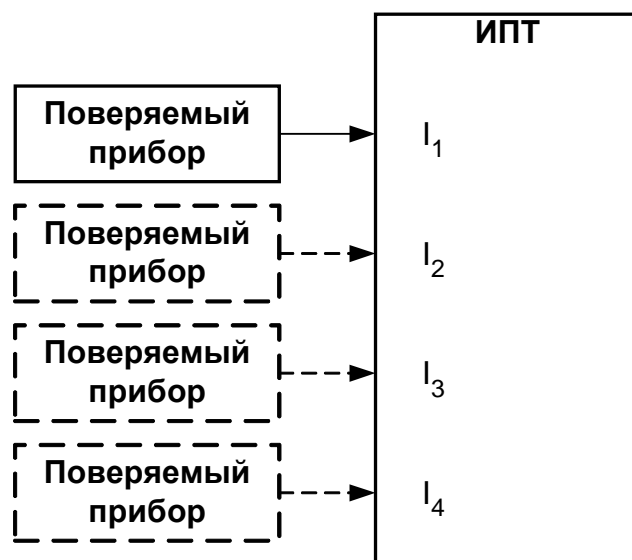 ИПТ
Поверяемый
прибор
I₁
Поверяемый
прибор
I₂
Поверяемый
прибор
I₃
Поверяемый
прибор
I₄